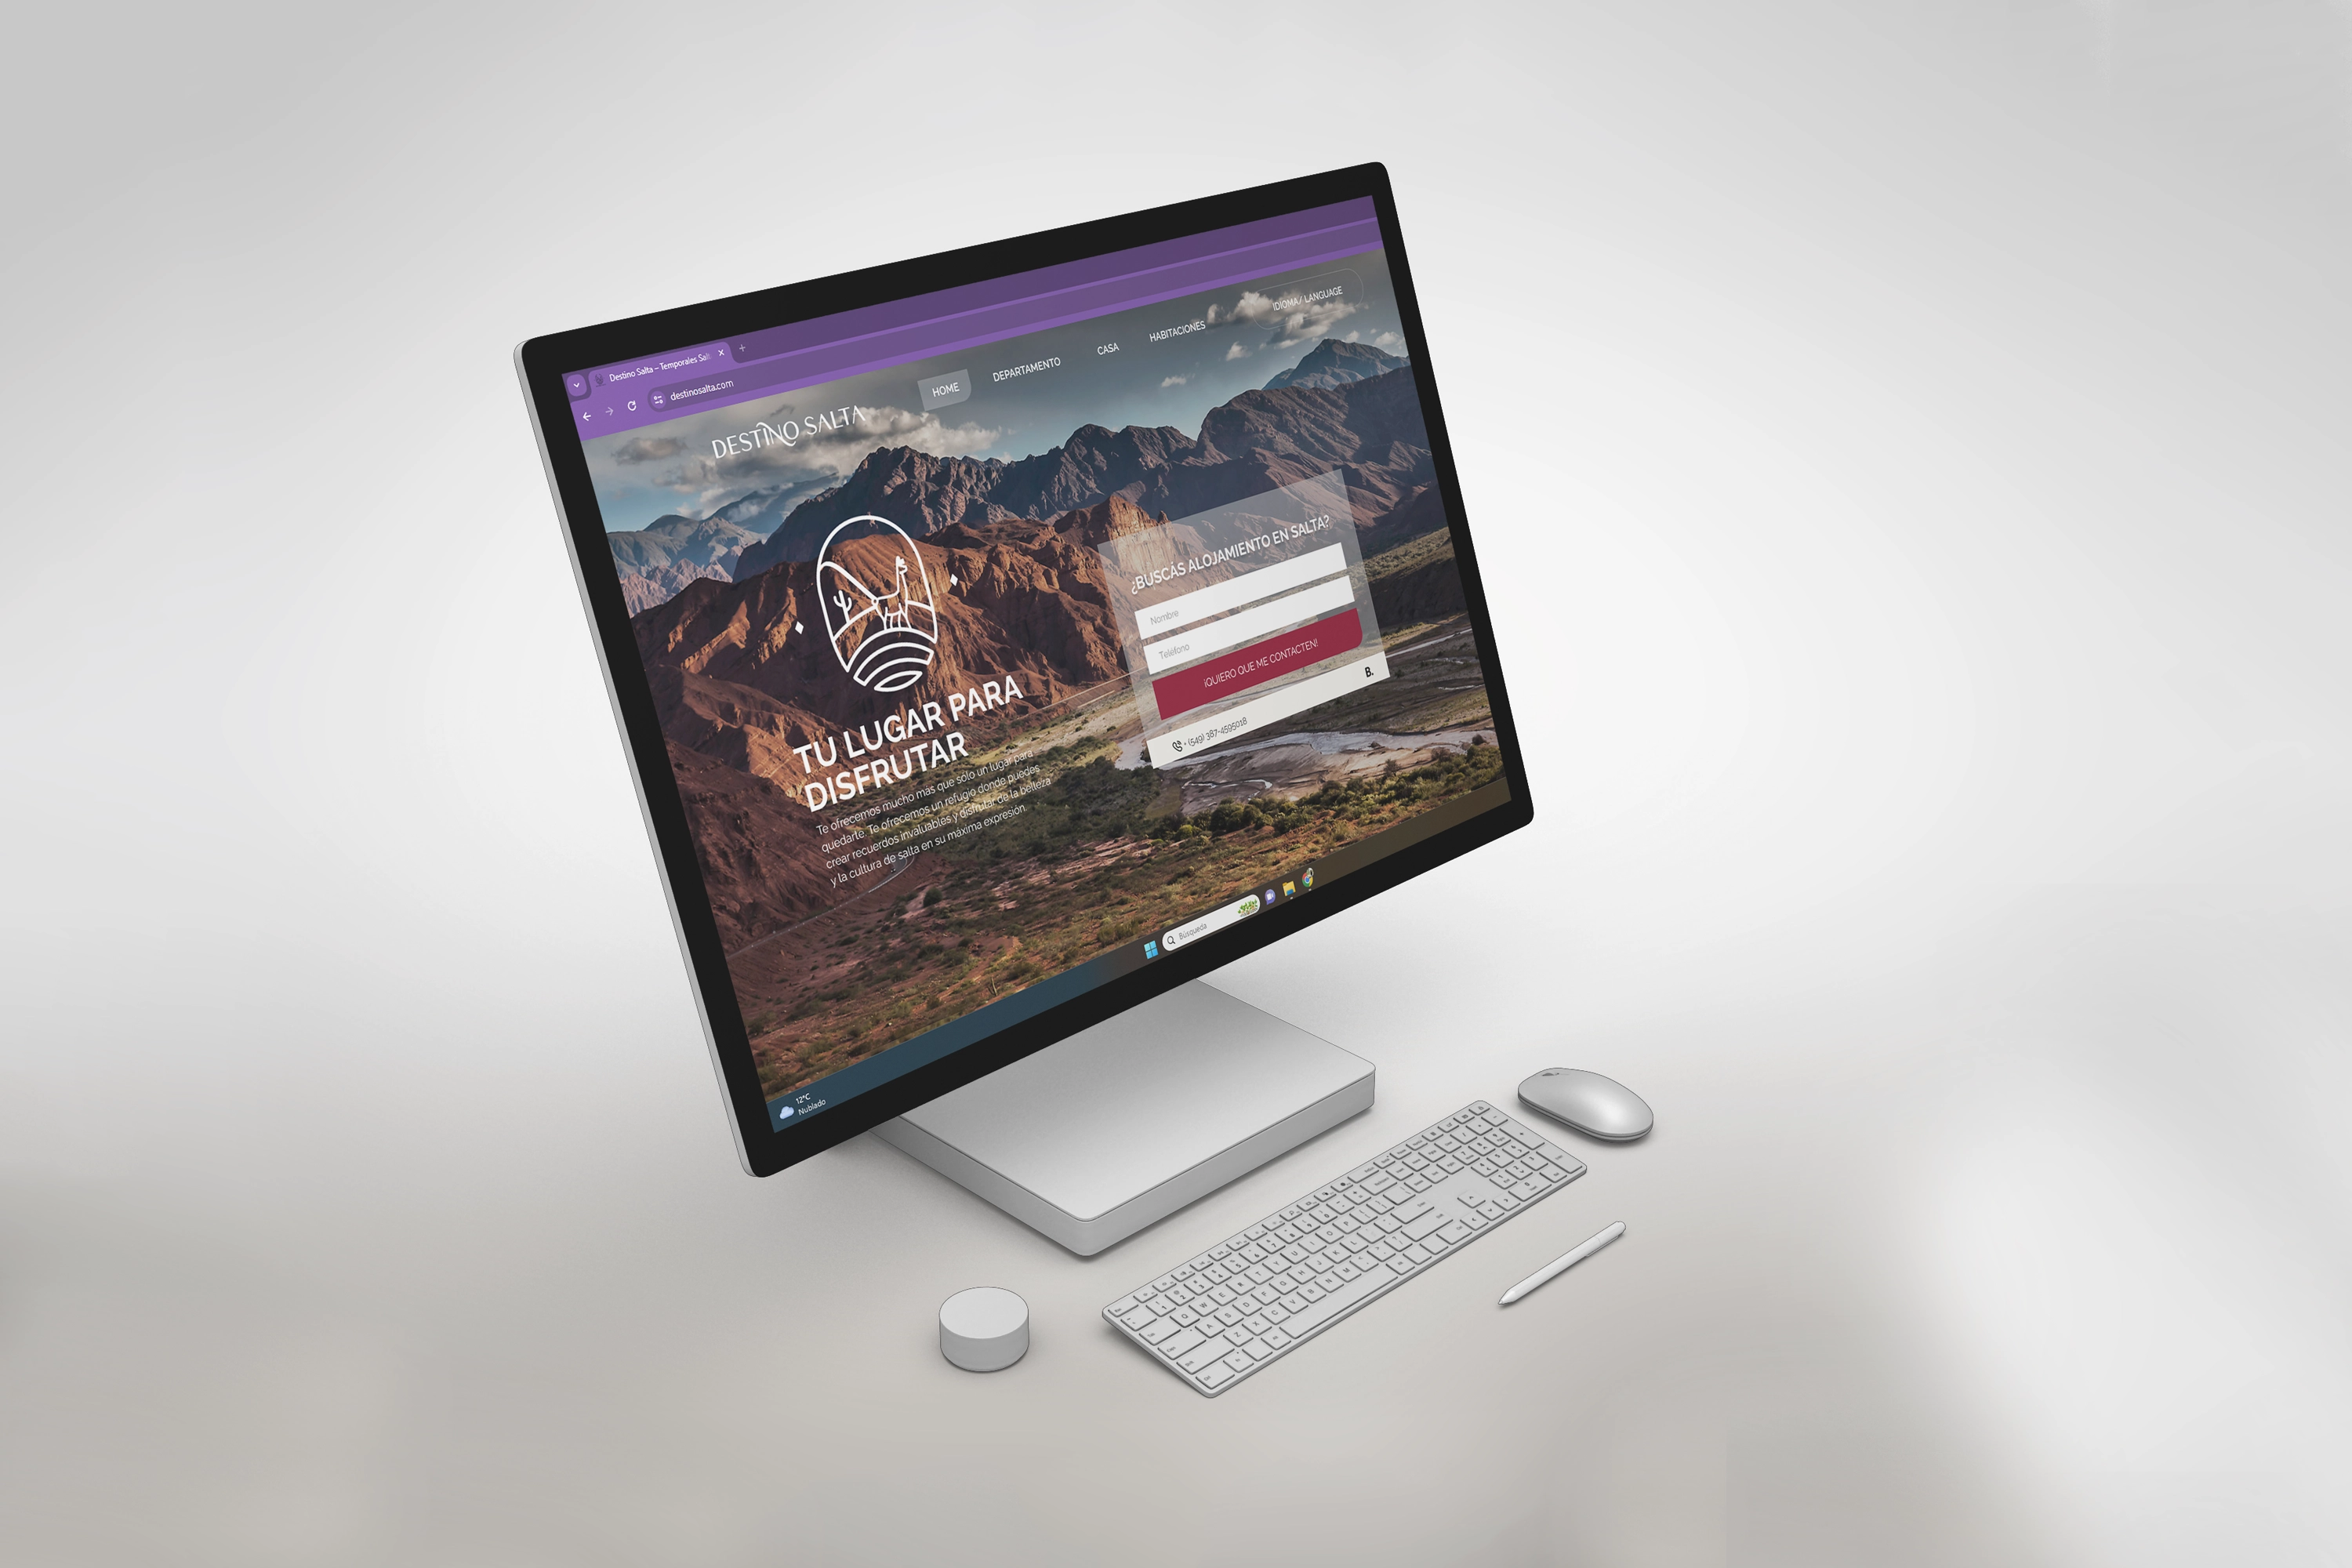 Destino Salta – Temporales Sal
destinosalta.com
DESTINO SALTA
HOME
DEPARTAMENTO
CASA
HABITACIONES
IDIOMA/ LANGUAGE
TU LUGAR PARA
DISFRUTAR
Te ofrecemos mucho más que solo un lugar para
quedarte. Te ofrecemos un refugio donde puedes
crear recuerdos invaluables y disfrutar de la belleza
y la cultura de salta en su máxima expresión.
¿BUSCÁS ALOJAMIENTO EN SALTA?
Nombre
Teléfono
¡QUIERO QUE ME CONTACTEN!
+ (549) 387-4595018
B.
12°C
Nublado
Búsqueda